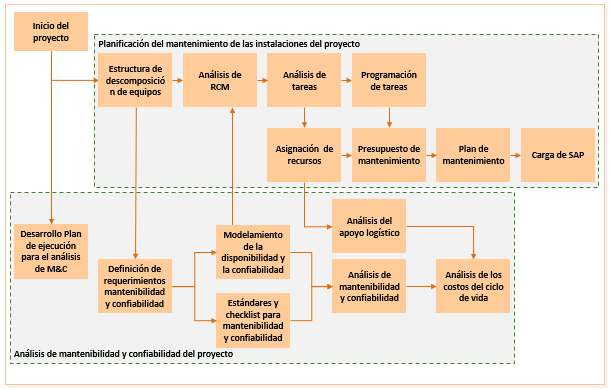 Inicio del
proyecto
Planificación del mantenimiento de las instalaciones del proyecto
Estructura de
descomposició
n de equipos
Análisis de
RCM
Análisis de
tareas
Programación
de tareas
Asignación de
recursos
Presupuesto de
mantenimiento
Plan de
mantenimiento
Carga de SAP
Desarrollo Plan
de ejecución
para el análisis
de M&C
Definición de
requerimientos
mantenibilidad
y confiabilidad
Modelamiento
de la
disponibilidad y
la confiabilidad
Estándares y
checklist para
mantenibilidad
y confiabilidad
Análisis del
apoyo logístico
Análisis de
mantenibilidad
y confiabilidad
Análisis de los
costos del ciclo
de vida
Análisis de mantenibilidad y confiabilidad del proyecto